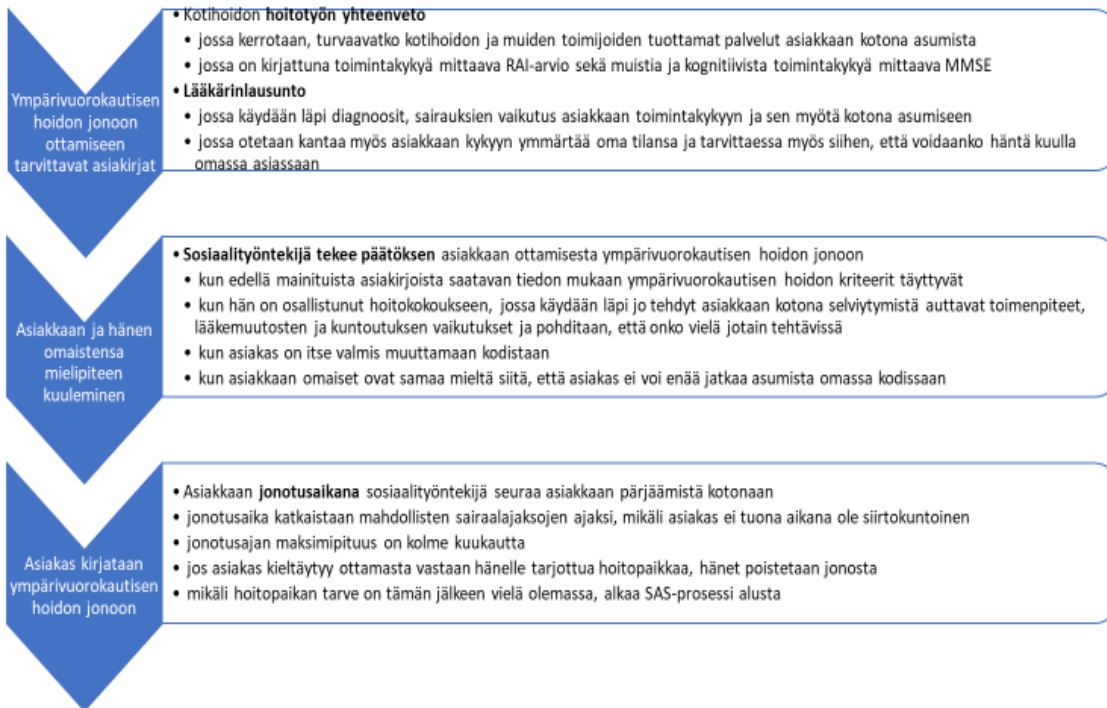 Ympärivuorokautisen
hoidon jonoon
ottamiseen
tarvittavat asiakirjat
• Kotihoidon hoitotyön yhteenveto
• jossa kerrotaan, turvaavatko kotihoidon ja muiden toimijoiden tuottamat palvelut asiakkaan kotona asumista
• jossa on kirjattuna toimintakykyä mittaava RAI-arvio sekä muistia ja kognitiivista toimintakykyä mittaava MMSE
• Lääkärinlausunto
• jossa käydään läpi diagnoosit, sairauksien vaikutus asiakkaan toimintakykyyn ja sen myötä kotona asumiseen
• jossa otetaan kantaa myös asiakkaan kykyyn ymmärtää oma tilansa ja tarvittaessa myös siihen, että voidaanko häntä kuulla
omassa asiassaan
Asiakkaan ja hänen
omaistensa
mielipiteen
kuuleminen
• Sosiaalityöntekijä tekee päätöksen asiakkaan ottamisesta ympärivuorokautisen hoidon jonoon
• kun edellä mainituista asiakirjoista saatavan tiedon mukaan ympärivuorokautisen hoidon kriteerit täyttyvät
• kun hän on osallistunut hoitokokoukseen, jossa käydään läpi jo tehdyt asiakkaan kotona selviytymistä auttavat toimenpiteet,
lääkemuutosten ja kuntoutuksen vaikutukset ja pohditaan, että onko vielä jotain tehtävissä
• kun asiakas on itse valmis muuttamaan kodistaan
• kun asiakkaan omaiset ovat samaa mieltä siitä, että asiakas ei voi enää jatkaa asumista omassa kodissaan
Asiakas kirjataan
ympärivuorokautisen
hoidon jonoon
• Asiakkaan jonotusaikana sosiaalityöntekijä seuraa asiakkaan pärjäämistä kotonaan
• jonotusaika katkaistaan mahdollisten sairaalajaksojen ajaksi, mikäli asiakas ei tuona aikana ole siirtokuntoinen
• jonotusajan maksimipituus on kolme kuukautta
• jos asiakas kieltäytyy ottamasta vastaan hänelle tarjottua hoitopaikkaa, hänet poistetaan jonosta
• mikäli hoitopaikan tarve on tämän jälkeen vielä olemassa, alkaa SAS-prosessi alusta